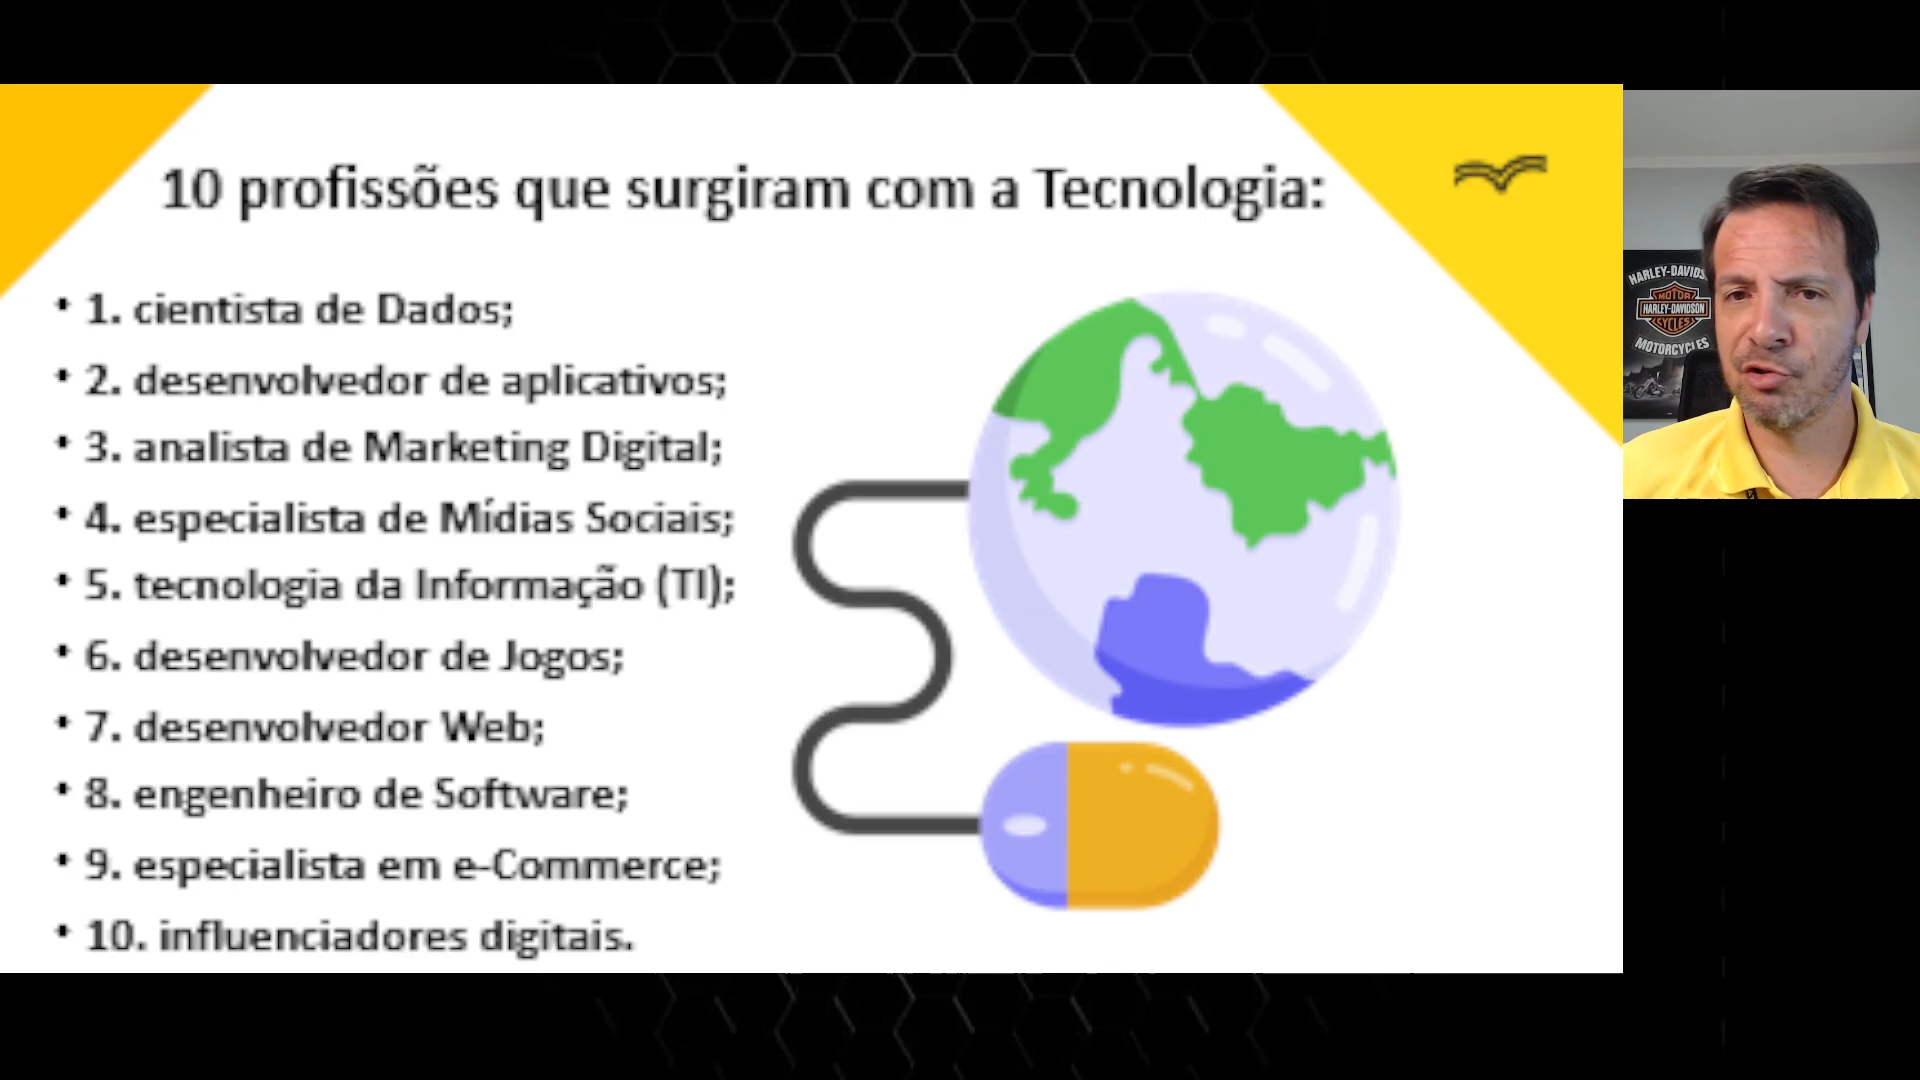 10 profissões que surgiram com a Tecnologia:
• 1. cientista de Dados;
• 2. desenvolvedor de aplicativos;
• 3. analista de Marketing Digital;
• 4. especialista de Mídias Sociais;
• 5. tecnologia da Informação (TI);
• 6. desenvolvedor de Jogos;
• 7. desenvolvedor Web;
• 8. engenheiro de Software;
• 9. especialista em e-Commerce;
• 10. influenciadores digitais.
HARLEY-DAVIDS
MOTOR
HARLEY-DAVIDSON
CYCLES
MOTORCYCLES